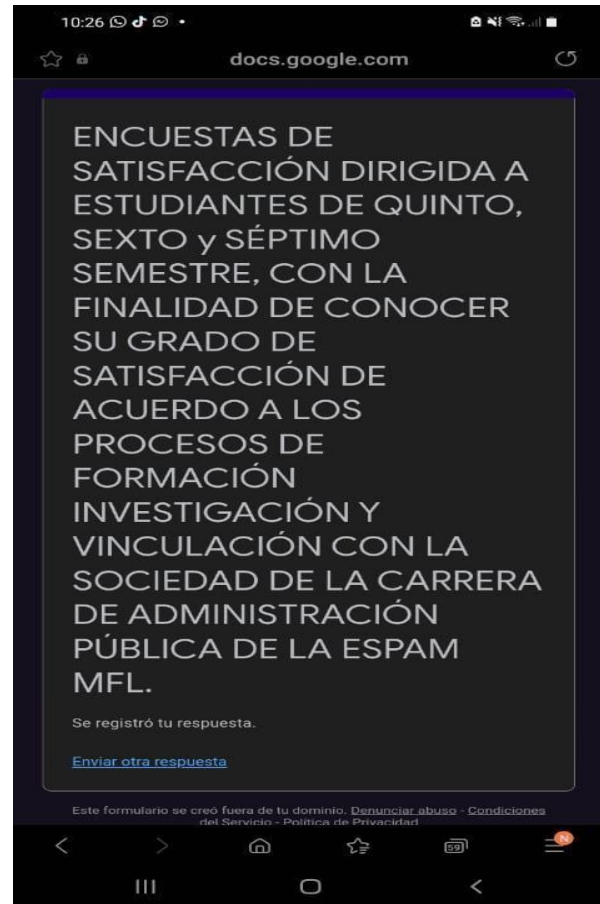 10:26
docs.google.com
ENCUESTAS DE
SATISFACCIÓN DIRIGIDA A
ESTUDIANTES DE QUINTO,
SEXTO y SÉPTIMO
SEMESTRE, CON LA
FINALIDAD DE CONOCER
SU GRADO DE
SATISFACCIÓN DE
ACUERDO A LOS
PROCESOS DE
FORMACIÓN
INVESTIGACIÓN Y
VINCULACIÓN CON LA
SOCIEDAD DE LA CARRERA
DE ADMINISTRACIÓN
PÚBLICA DE LA ESPAM
MFL.
Se registró tu respuesta.
Enviar otra respuesta
Este formulario se creó fuera de tu dominio. Denunciar abuso - Condiciones
del Servicio - Política de Privacidad
59
N